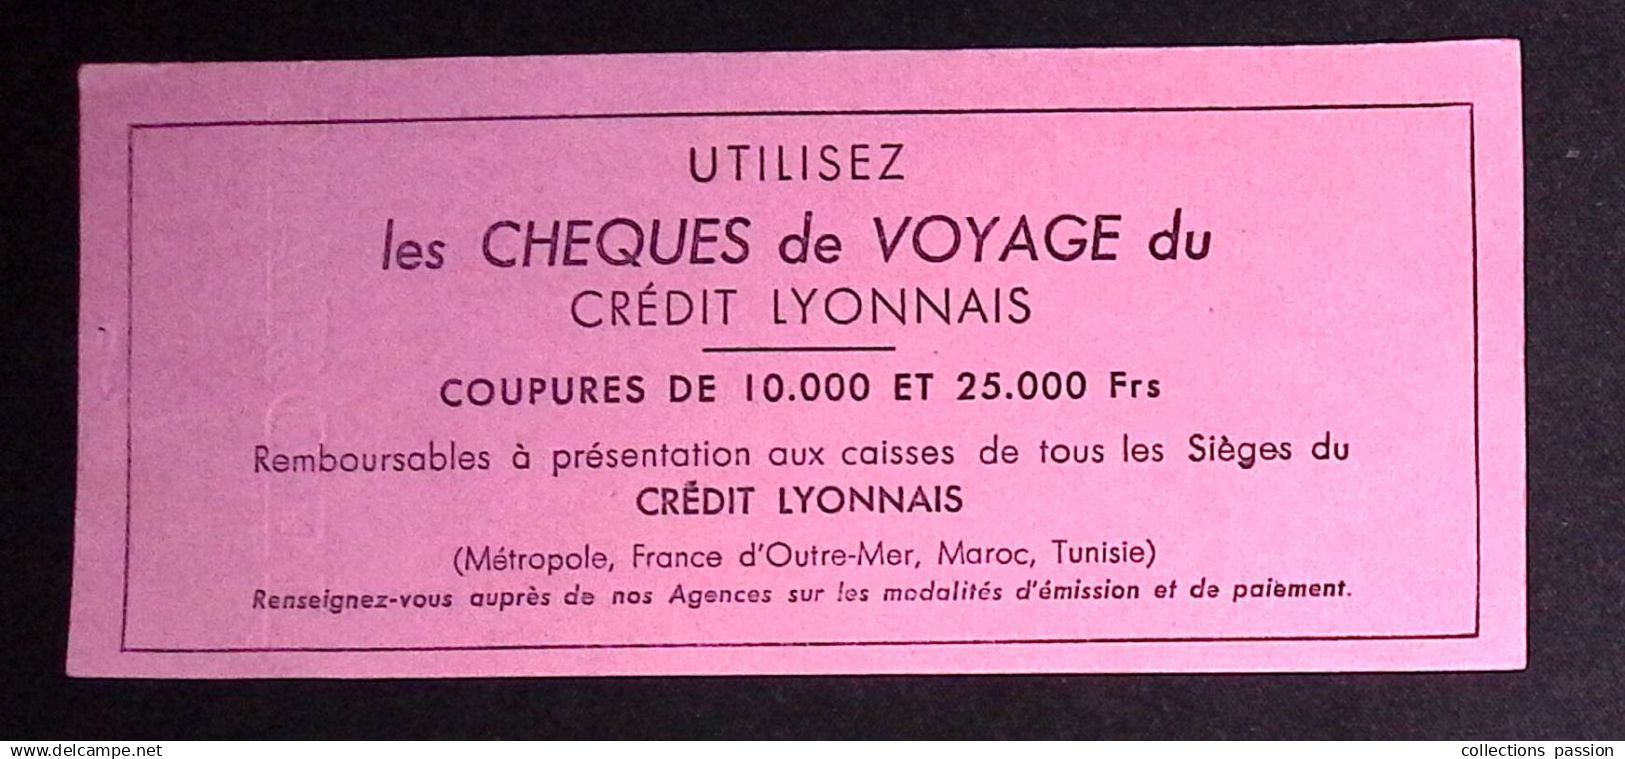 UTILISEZ
les CHEQUES de VOYAGE du
CRÉDIT LYONNAIS
COUPURES DE 10.000 ET 25.000 Frs
Remboursables à présentation aux caisses de tous les Sièges du
CRÉDIT LYONNAIS
(Métropole, France d'Outre-Mer, Maroc, Tunisie)
Renseignez-vous auprès de nos Agences sur les modalités d'émission et de paiement.
www.delcampe.net
collections passion